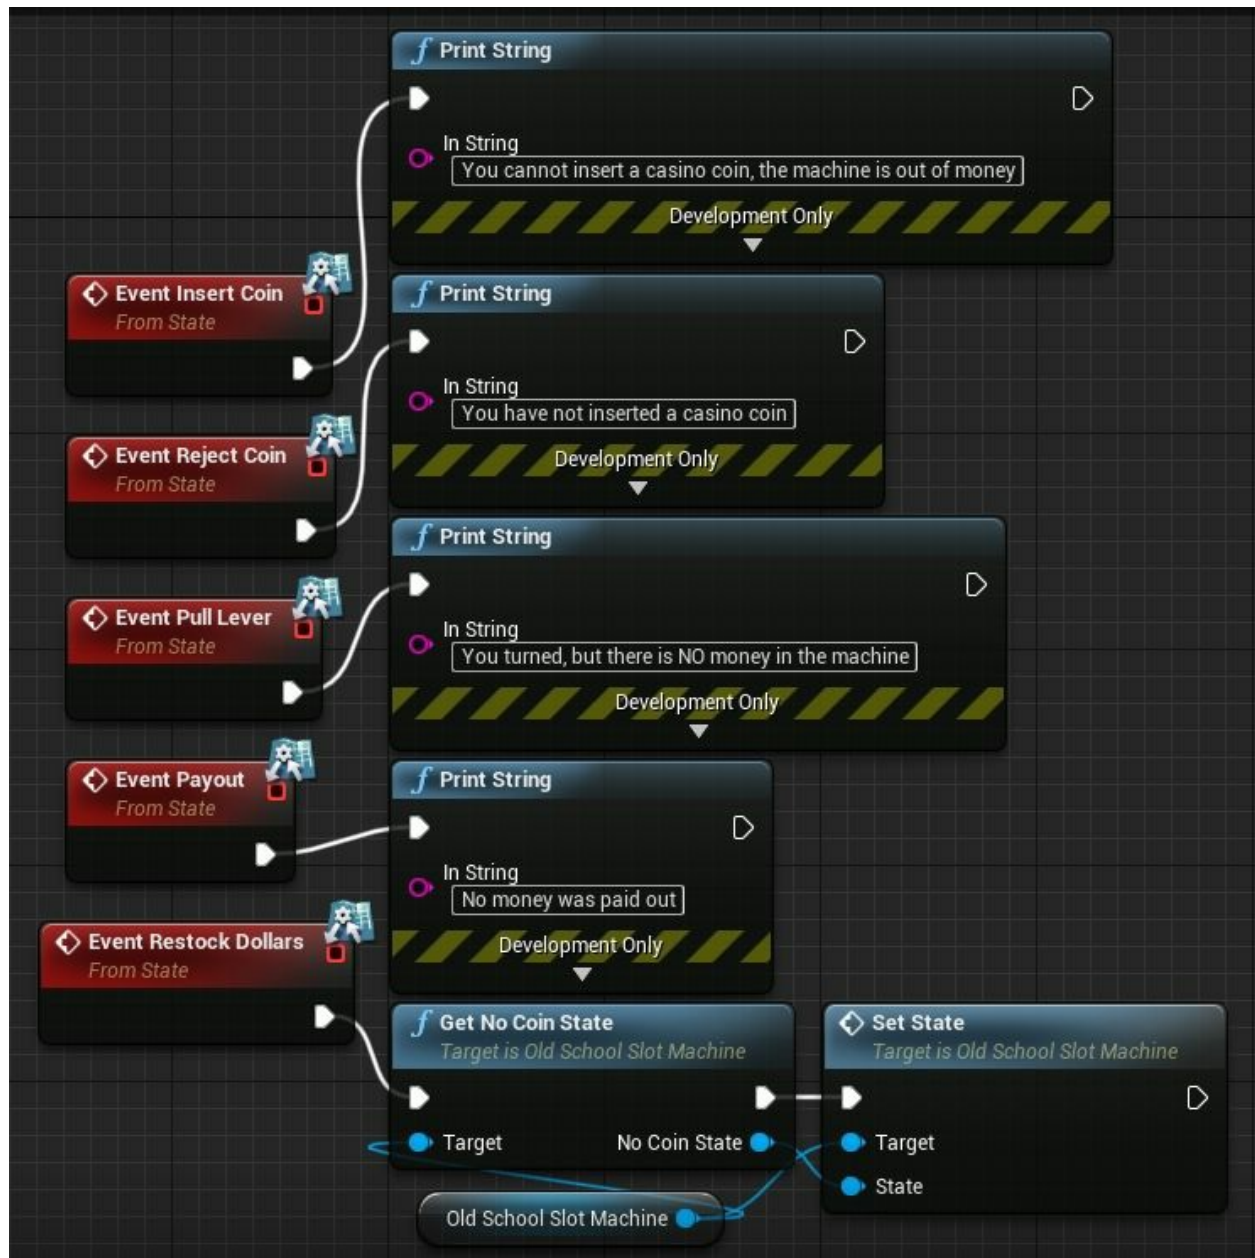 Print String
In String
You cannot insert a casino coin, the machine is out of money
Development Only
Event Insert Coin
From State
Print String
In String
You have not inserted a casino coin
Development Only
Event Reject Coin
From State
Print String
In String
You turned, but there is NO money in the machine
Development Only
Event Pull Lever
From State
Print String
In String
No money was paid out
Development Only
Event Payout
From State
Event Restock Dollars
From State
Get No Coin State
Target is Old School Slot Machine
Target
No Coin State
Set State
Target is Old School Slot Machine
Target
State
Old School Slot Machine